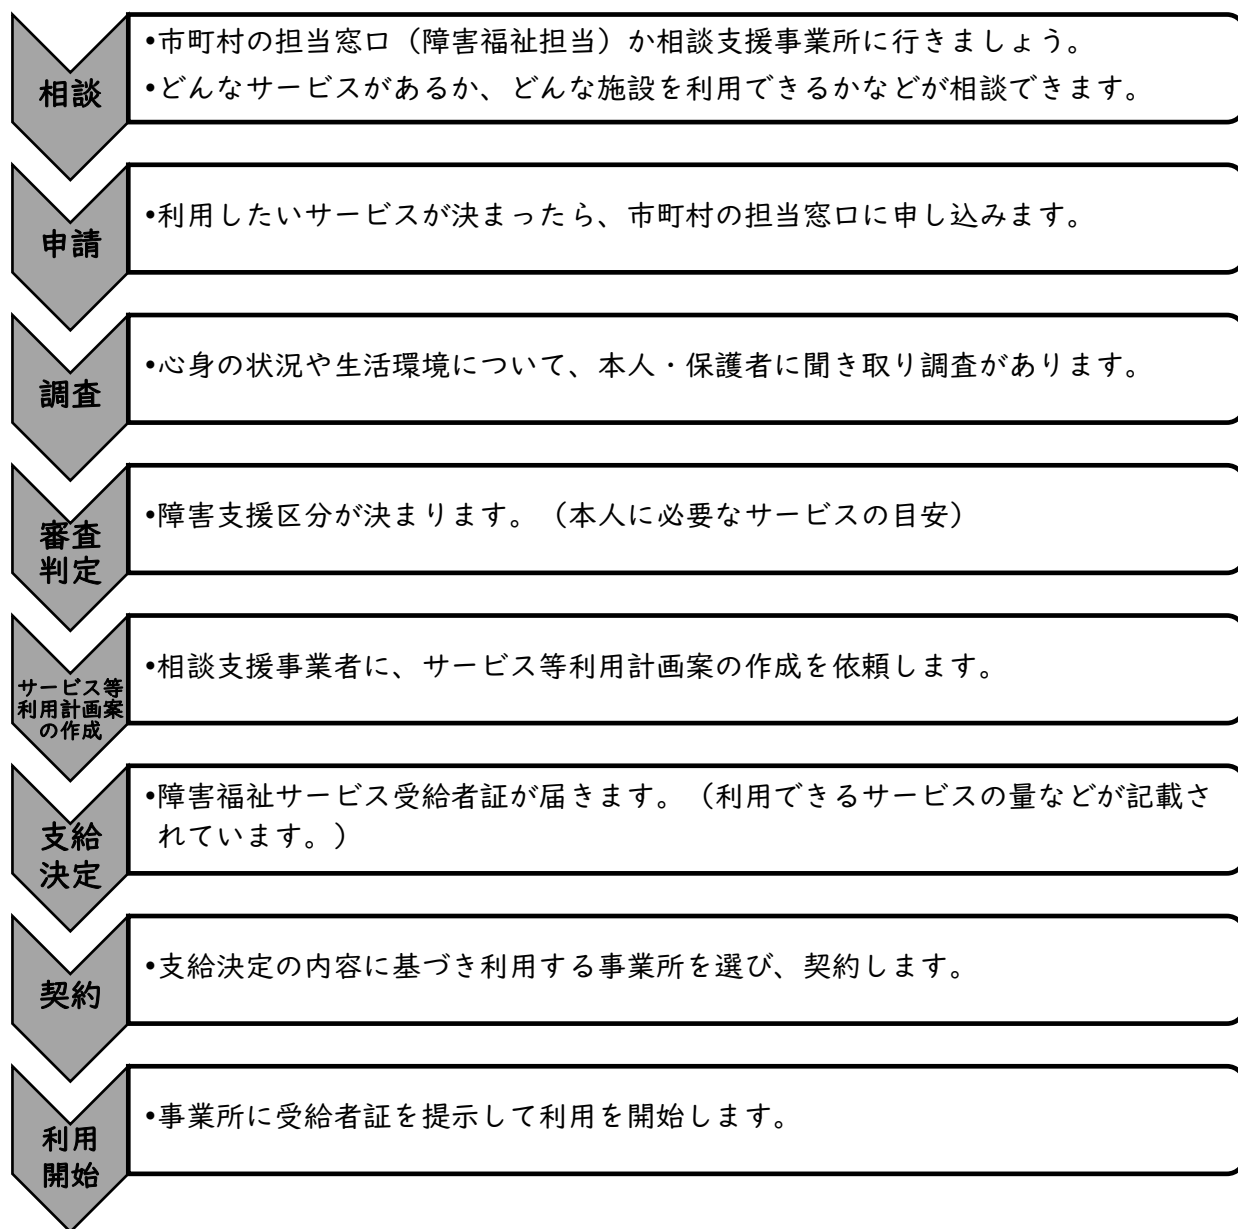 相談
•市町村の担当窓口（障害福祉担当）か相談支援事業所に行きましょう。
•どんなサービスがあるか、どんな施設を利用できるかなどが相談できます。
申請
•利用したいサービスが決まったら、市町村の担当窓口に申し込みます。
調査
•心身の状況や生活環境について、本人・保護者に聞き取り調査があります。
審査
判定
•障害支援区分が決まります。（本人に必要なサービスの目安）
サービス等
利用計画案
の作成
•相談支援事業者に、サービス等利用計画案の作成を依頼します。
支給
決定
•障害福祉サービス受給者証が届きます。（利用できるサービスの量などが記載さ
れています。）
契約
•支給決定の内容に基づき利用する事業所を選び、契約します。
利用
開始
•事業所に受給者証を提示して利用を開始します。